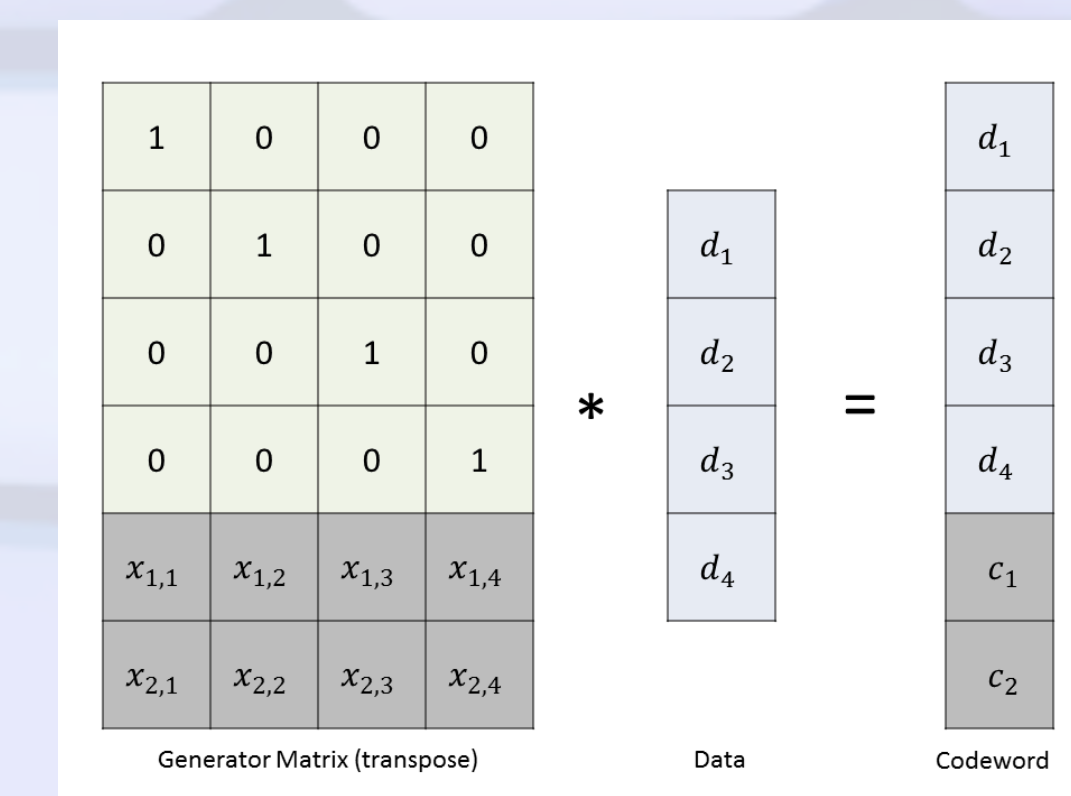 1 0 0 0 d₁
0 1 0 0 d₁ d₂
0 0 1 0 d₂ d₃
* =
0 0 0 1 d₃ d₄
x₁,₁ x₁,₂ x₁,₃ x₁,₄ d₄ c₁
x₂,₁ x₂,₂ x₂,₃ x₂,₄ c₂
Generator Matrix (transpose) Data Codeword